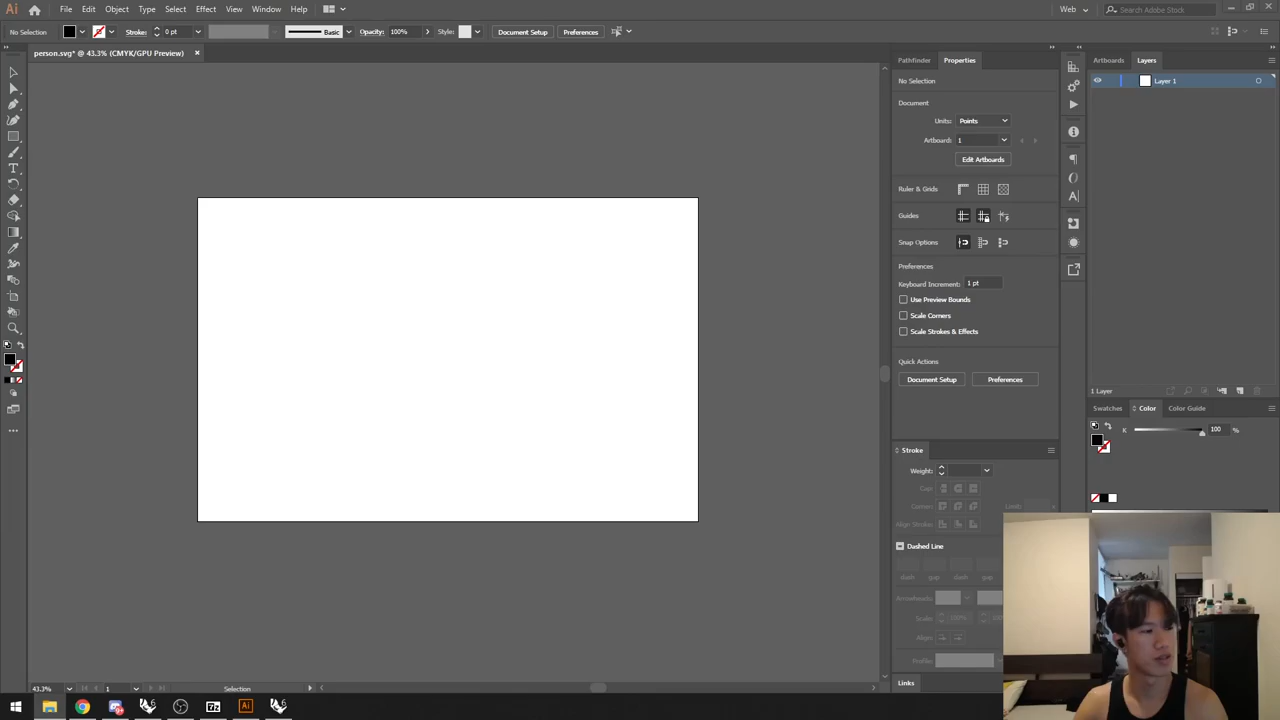 Ai File Edit Object Type Select Effect View Window Help Web Search Adobe Stock
No Selection Stroke: 0 pt Basic Opacity: 100% Style: Document Setup Preferences
person.svg* @ 43.3% (CMYK/GPU Preview)
Pathfinder Properties
Artboards Layers
No Selection
Layer 1
Document
Units: Points
Artboard: 1
Edit Artboards
Ruler & Grids
Guides
Snap Options
Preferences
Keyboard Increment: 1 pt
Use Preview Bounds
Scale Corners
Scale Strokes & Effects
Quick Actions
Document Setup Preferences
1 Layer
Swatches Color Color Guide
K 100 %
Stroke
Weight:
Cap:
Corner: Limit:
Align Stroke:
Dashed Line
dash gap dash gap
Arrowheads:
Scale: 100%
Align:
Profile:
Links
43.3% 1 Selection